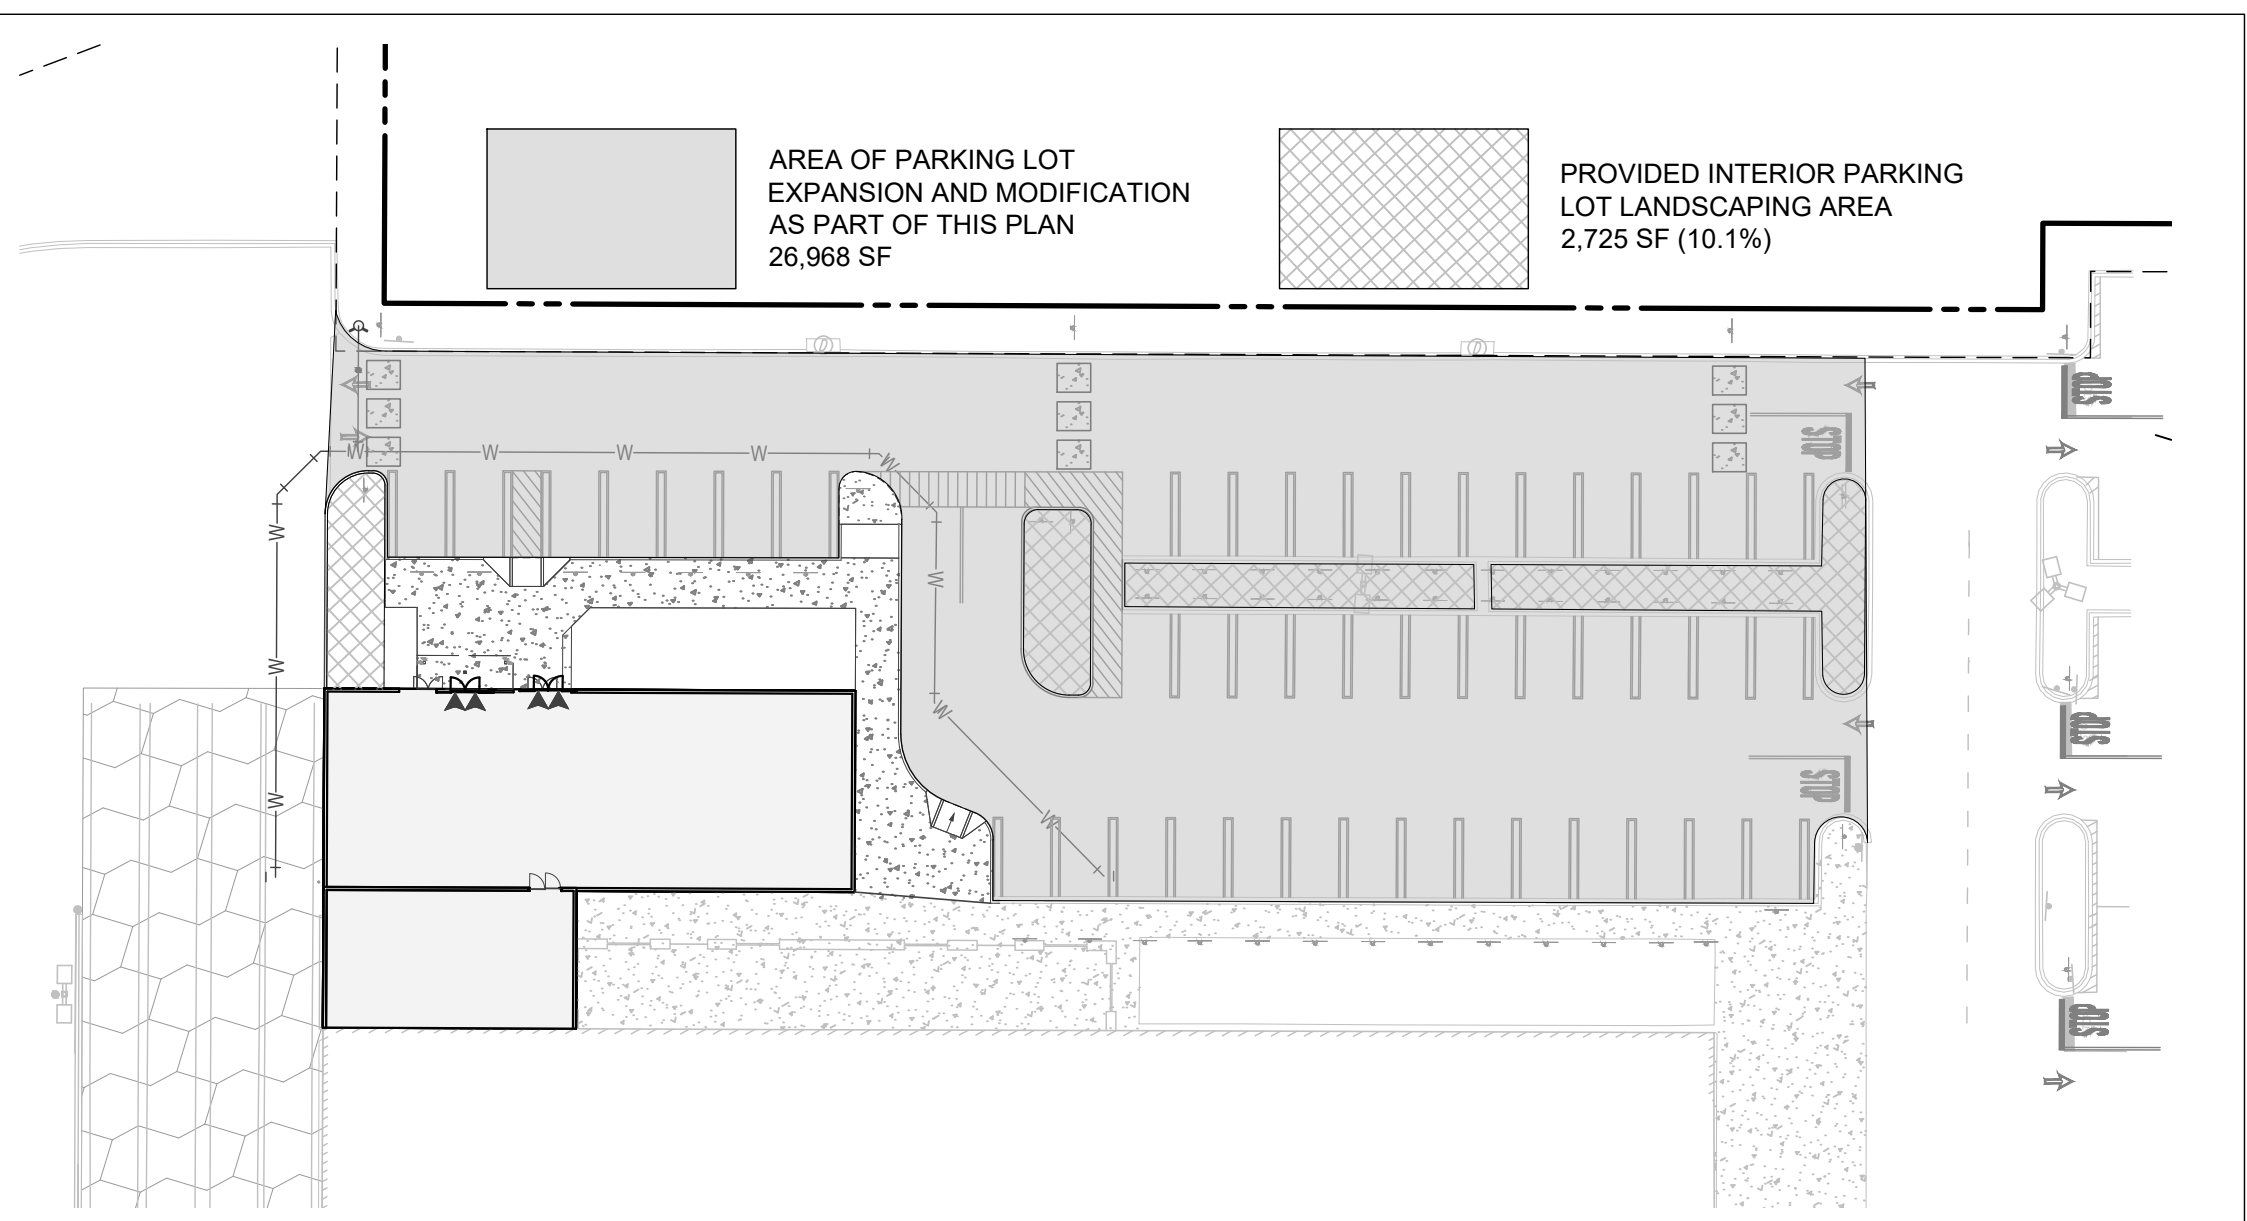 AREA OF PARKING LOT
EXPANSION AND MODIFICATION
AS PART OF THIS PLAN
26,968 SF
PROVIDED INTERIOR PARKING
LOT LANDSCAPING AREA
2,725 SF (10.1%)
STOP
STOP
W
W
W
W
W
W
W
W
W
STOP
STOP
W
W
W
STOP